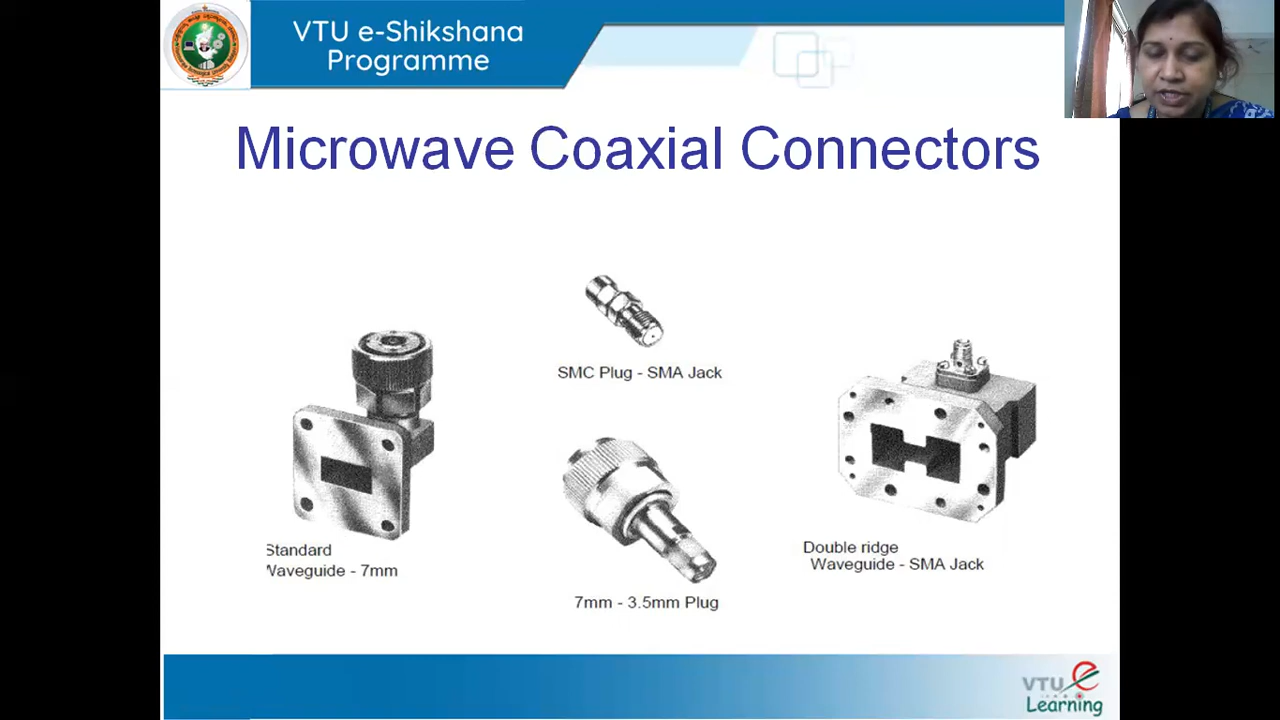 VTU e-Shikshana
Programme
Microwave Coaxial Connectors
SMC Plug - SMA Jack
Standard
Waveguide - 7mm
7mm - 3.5mm Plug
Double ridge
Waveguide - SMA Jack
VTU e
Learning